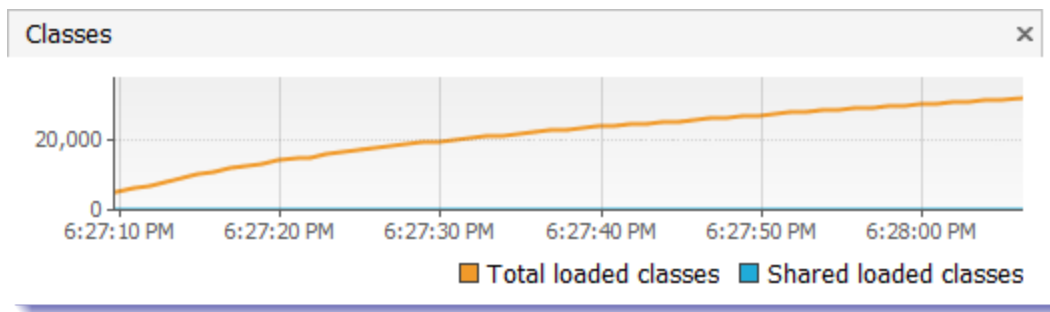 Classes ×
20,000
0
6:27:10 PM 6:27:20 PM 6:27:30 PM 6:27:40 PM 6:27:50 PM 6:28:00 PM
Total loaded classes Shared loaded classes